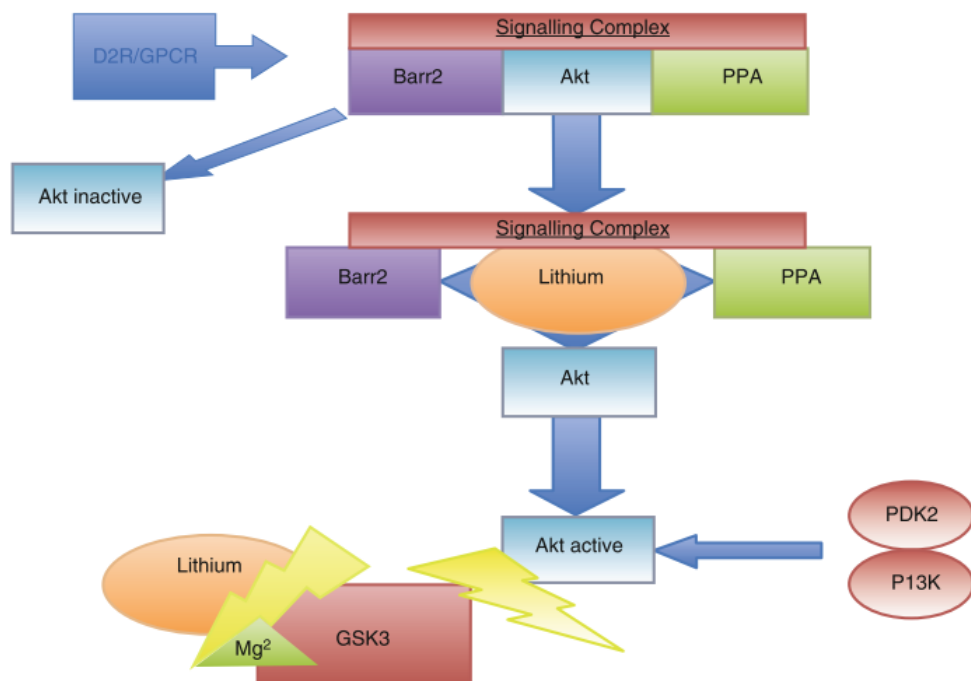 Signalling Complex
D2R/GPCR
Barr2
Akt
PPA
Akt inactive
Signalling Complex
Barr2
Lithium
PPA
Akt
PDK2
Akt active
Lithium
P13K
GSK3
Mg²